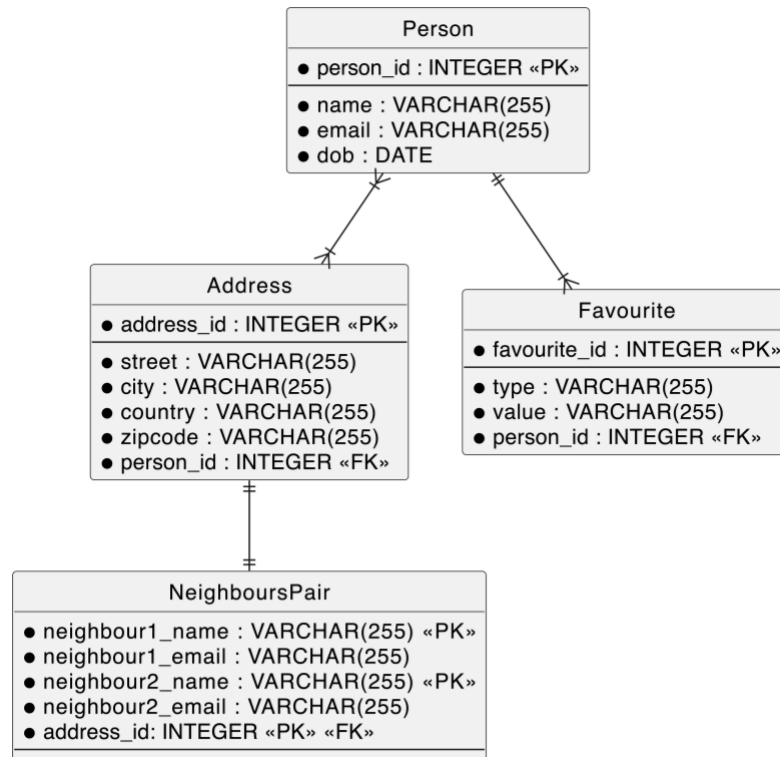 Person
person_id : INTEGER «PK»
name : VARCHAR(255)
email : VARCHAR(255)
dob : DATE
Address
address_id : INTEGER «PK»
street : VARCHAR(255)
city : VARCHAR(255)
country : VARCHAR(255)
zipcode : VARCHAR(255)
person_id : INTEGER «FK»
Favourite
favourite_id : INTEGER «PK»
type : VARCHAR(255)
value : VARCHAR(255)
person_id : INTEGER «FK»
NeighboursPair
neighbour1_name : VARCHAR(255) «PK»
neighbour1_email : VARCHAR(255)
neighbour2_name : VARCHAR(255) «PK»
neighbour2_email : VARCHAR(255)
address_id: INTEGER «PK» «FK»